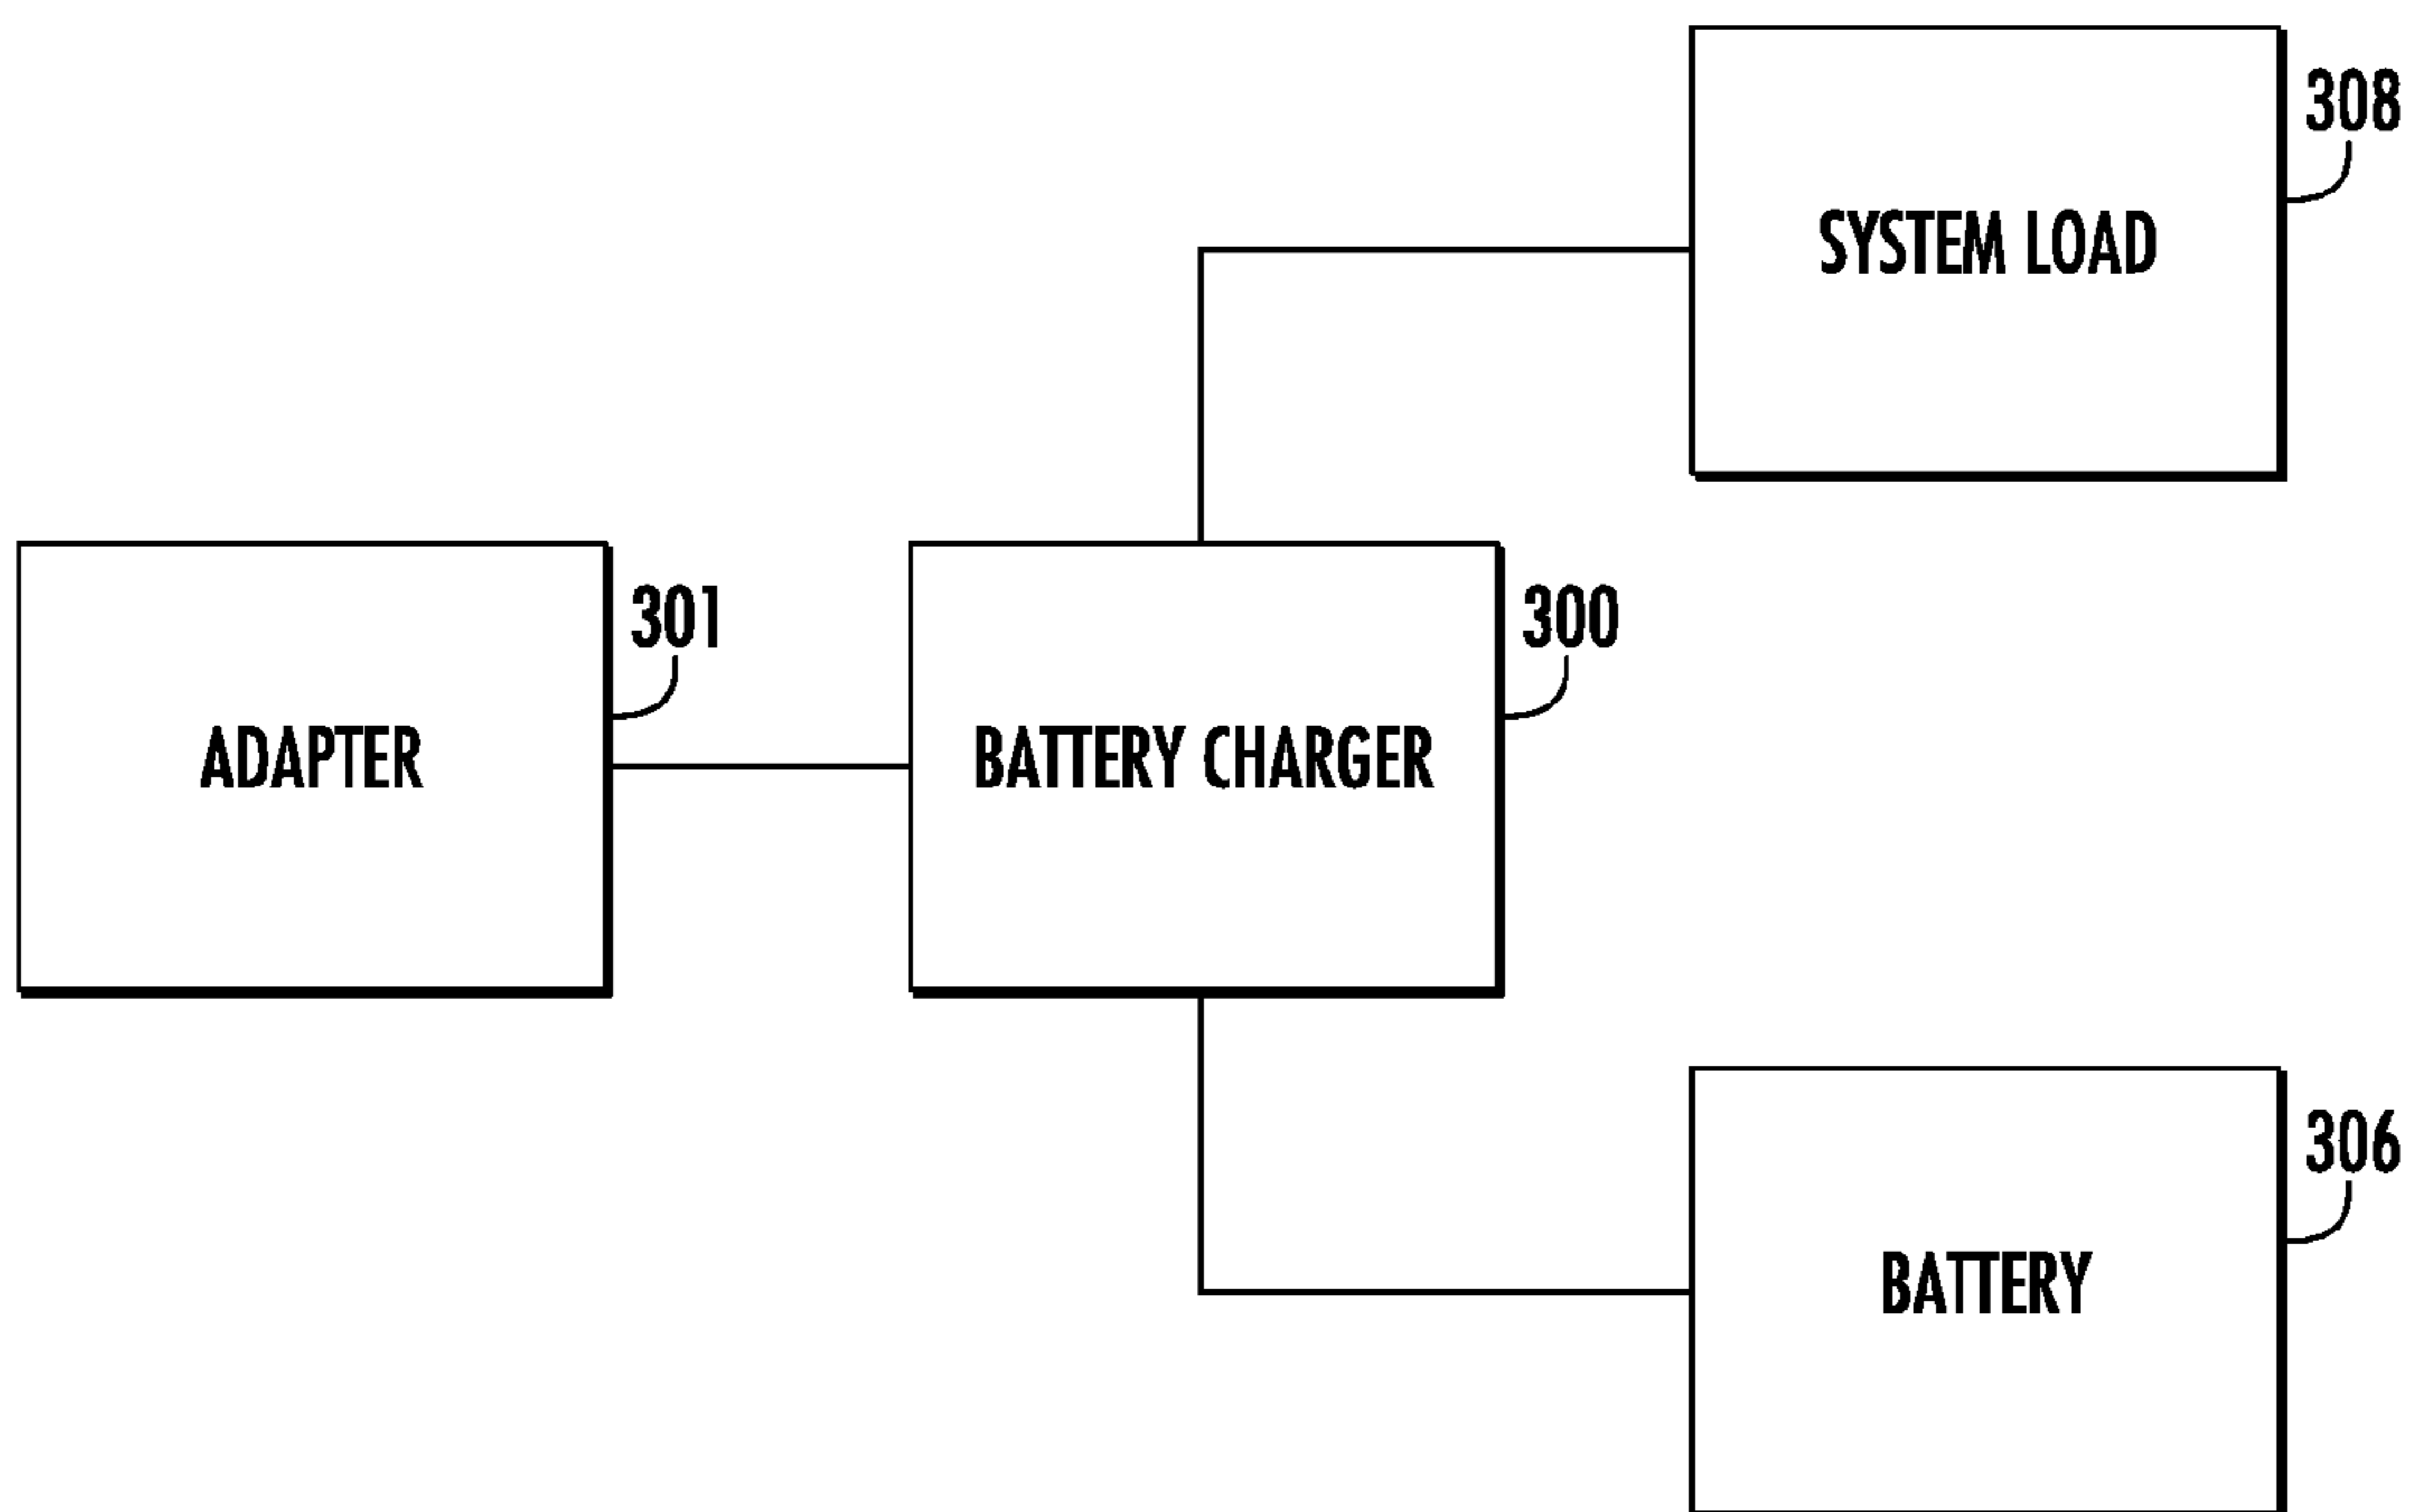 308
SYSTEM LOAD
301
300
ADAPTER
BATTERY CHARGER
306
BATTERY